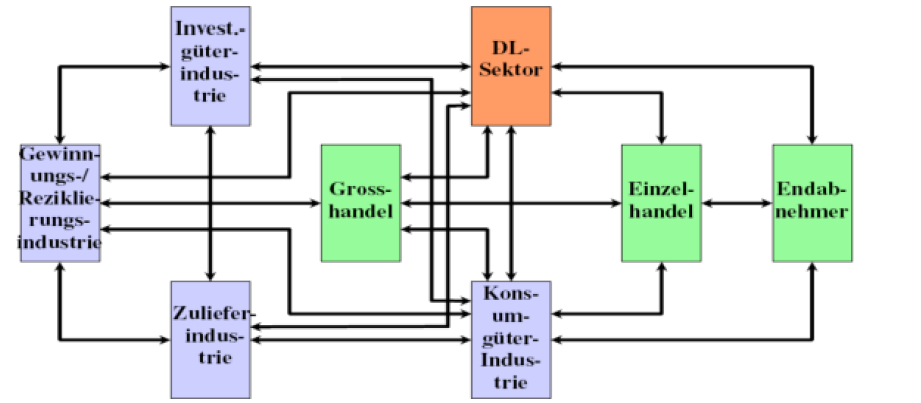 Invest.-
güter-
indus-
trie
DL-
Sektor
Gewinn-
ungs-/
Reziklie-
rungs-
industrie
Gross-
handel
Einzel-
handel
Endab-
nehmer
Zuliefer-
indus-
trie
Kons-
um-
güter-
Indus-
trie